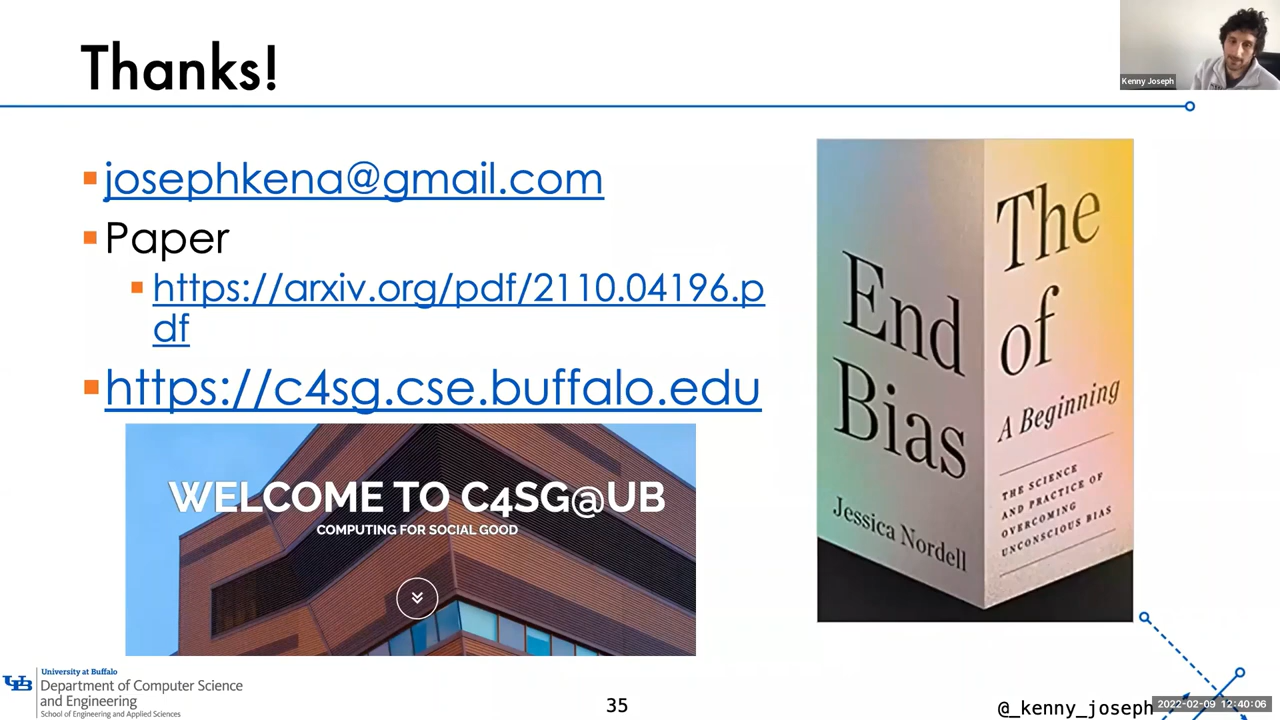 Thanks!
Kenny Joseph
josephkena@gmail.com
Paper
https://arxiv.org/pdf/2110.04196.p
df
https://c4sg.cse.buffalo.edu
WELCOME TO C4SG@UB
COMPUTING FOR SOCIAL GOOD
The
End
of
Bias
A Beginning
THE SCIENCE
AND PRACTICE OF
OVERCOMING
UNCONSCIOUS BIAS
Jessica Nordell
UB
University at Buffalo
Department of Computer Science
and Engineering
School of Engineering and Applied Sciences
35
@_kenny_joseph
2022-02-09 12:40:06